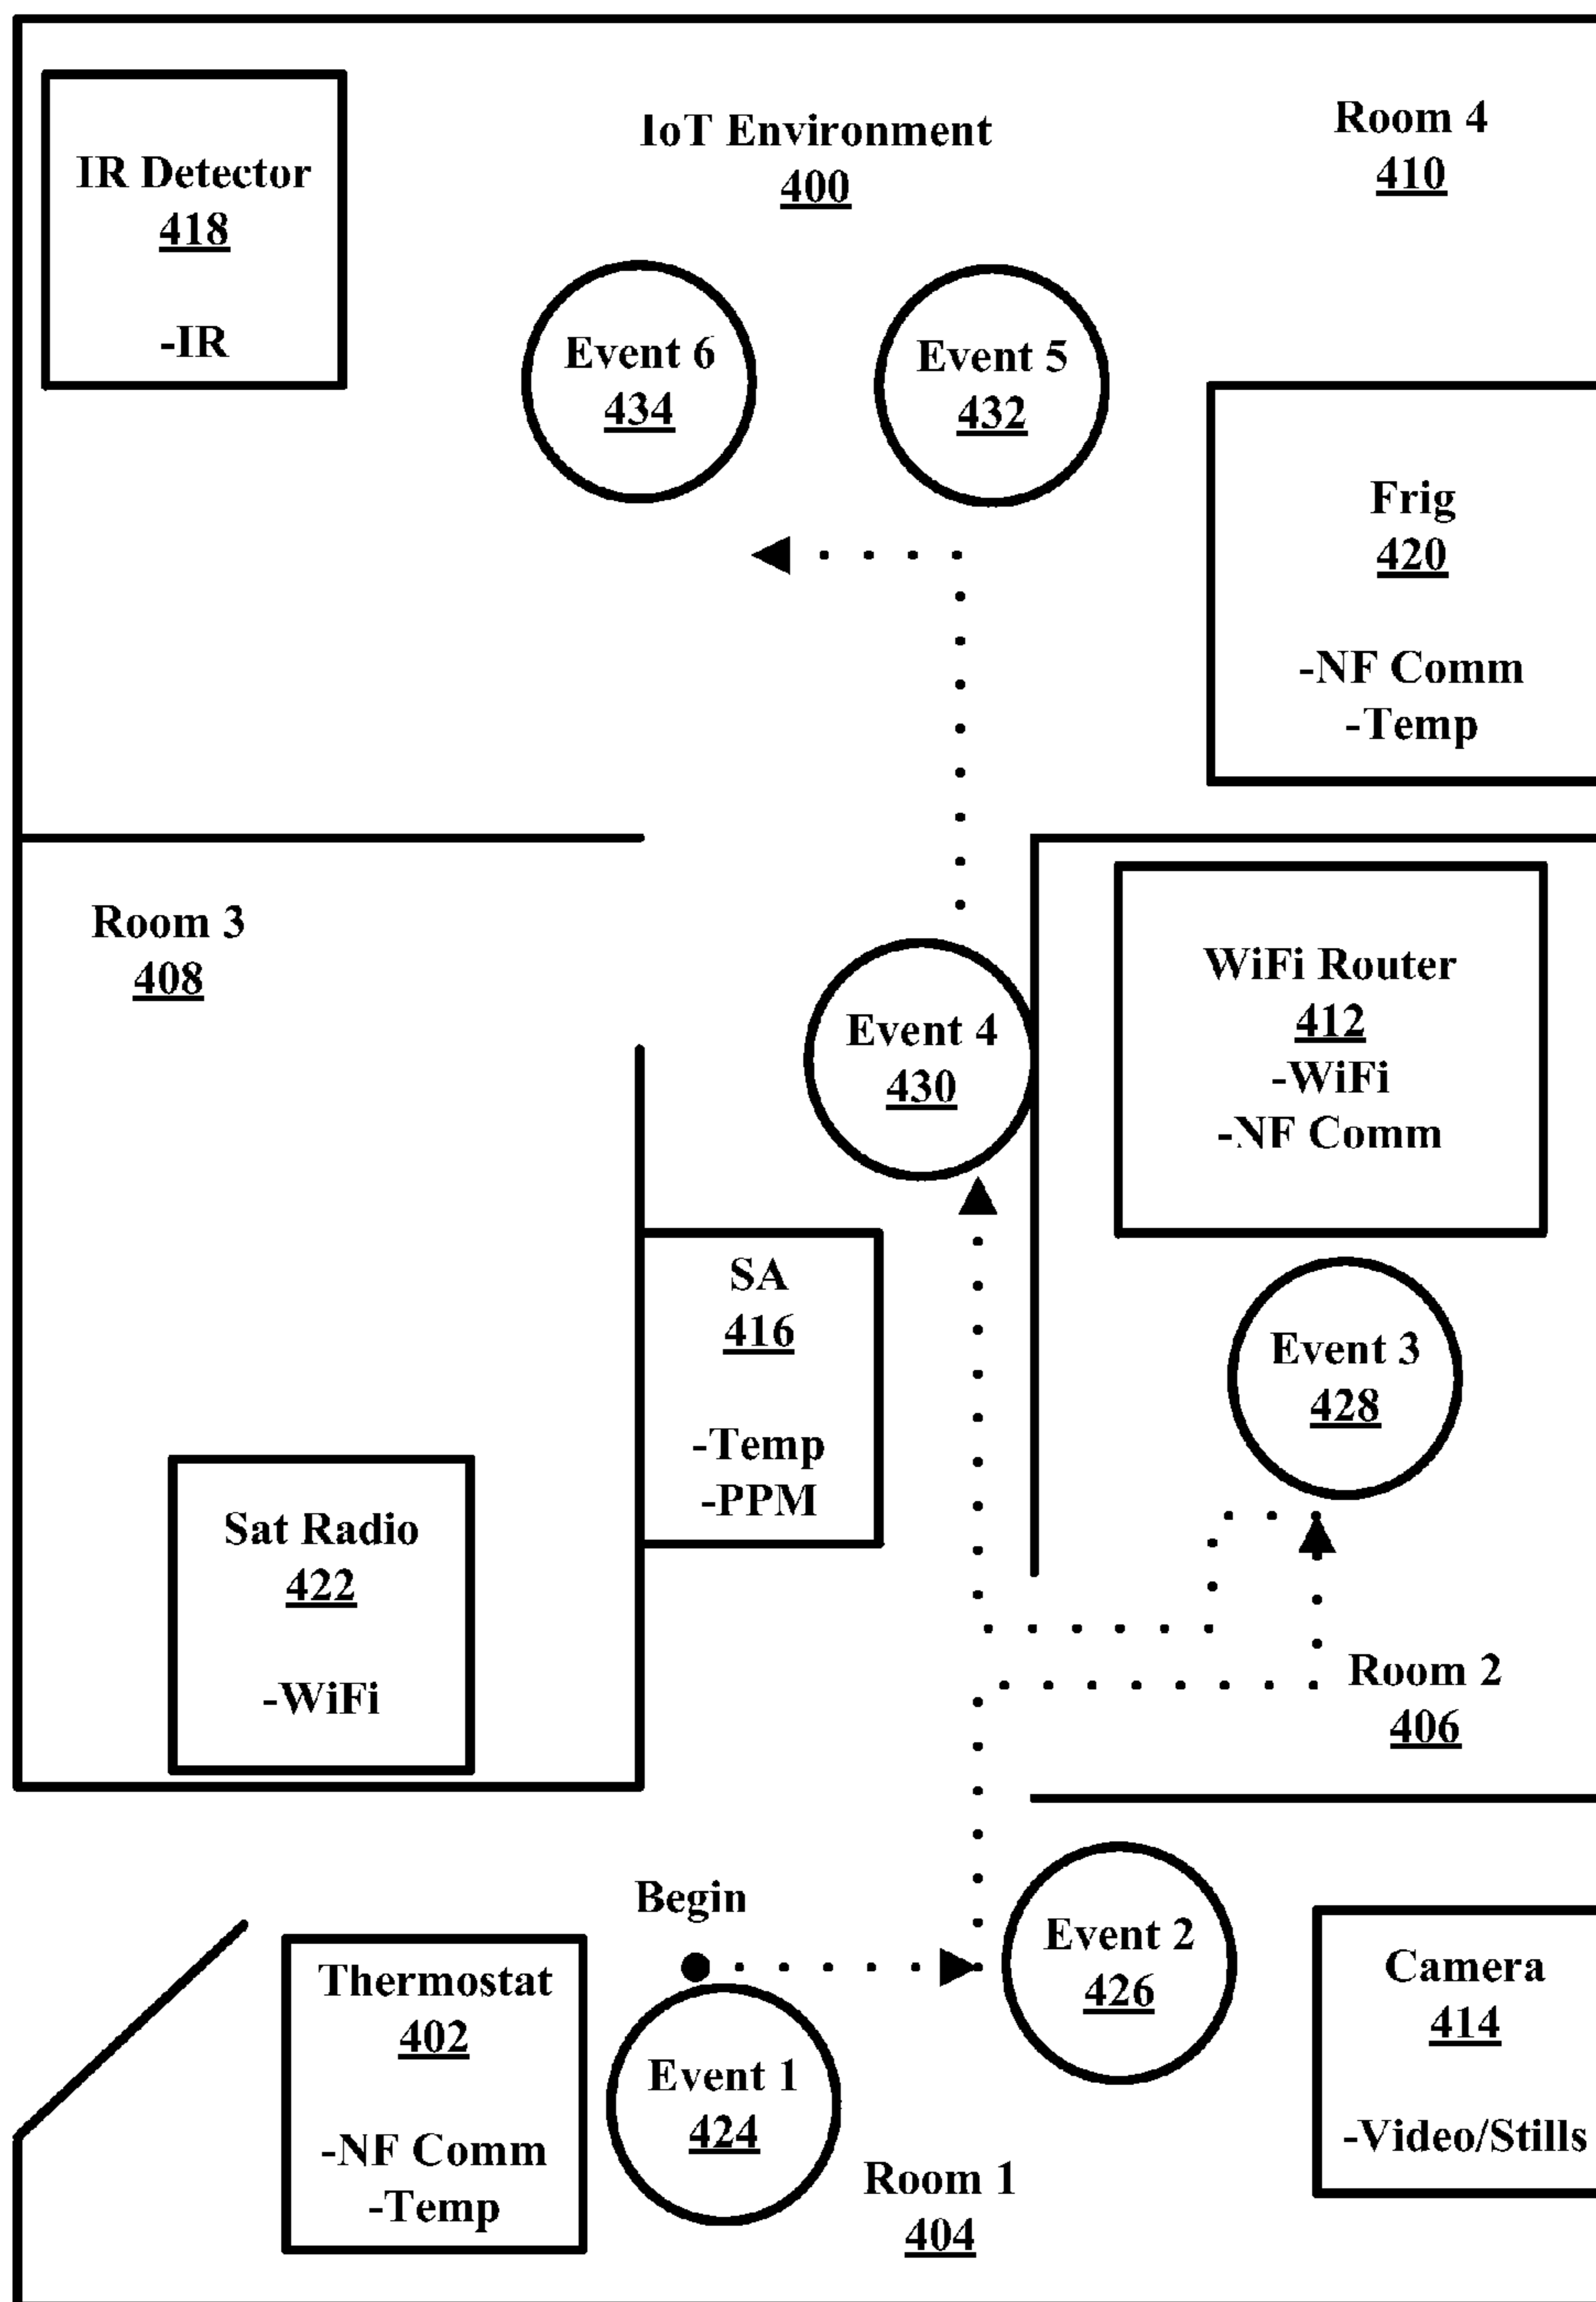 IoT Environment
400
Room 4
410
IR Detector
418
-IR
Event 6
434
Event 5
432
Frig
420
-NF Comm
-Temp
Room 3
408
WiFi Router
412
-WiFi
-NF Comm
Event 4
430
SA
416
-Temp
-PPM
Event 3
428
Sat Radio
422
-WiFi
Room 2
406
Begin
Event 2
426
Camera
414
-Video/Stills
Thermostat
402
-NF Comm
-Temp
Event 1
424
Room 1
404